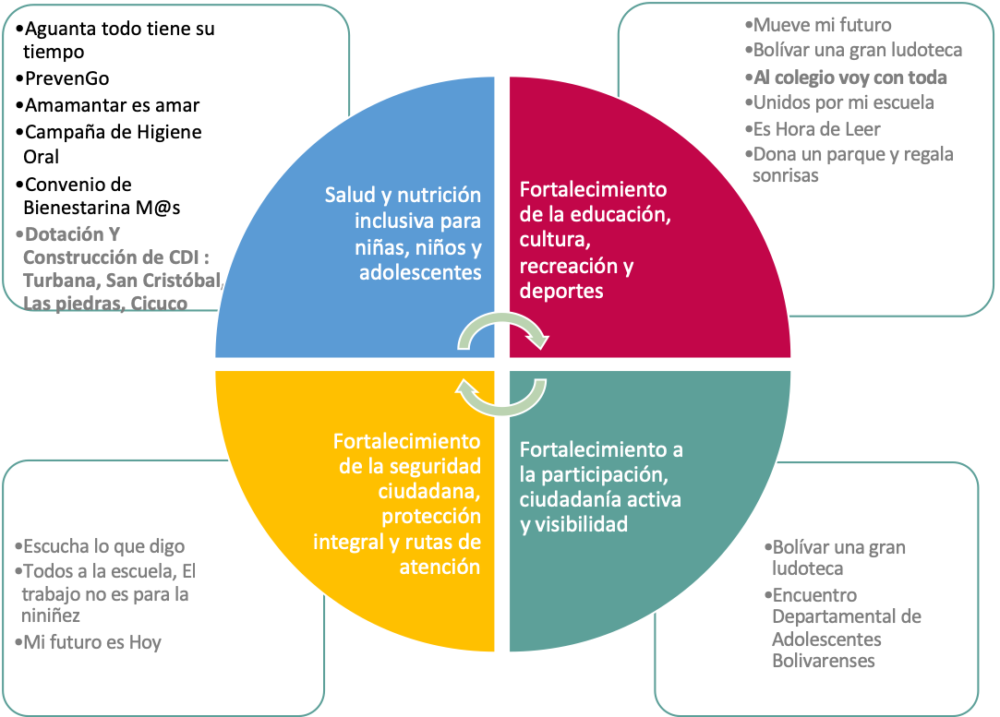 •Aguanta todo tiene su
tiempo
•PrevenGo
•Amamantar es amar
•Campaña de Higiene
Oral
•Convenio de
Bienestarina M@s
•Dotación Y
Construcción de CDI :
Turbana, San Cristóbal,
Las piedras, Cicuco
•Mueve mi futuro
•Bolívar una gran ludoteca
•Al colegio voy con toda
•Unidos por mi escuela
•Es Hora de Leer
•Dona un parque y regala
sonrisas
Salud y nutrición
inclusiva para
niñas, niños y
adolescentes
Fortalecimiento
de la educación,
cultura,
recreación y
deportes
Fortalecimiento
de la seguridad
ciudadana,
protección
integral y rutas de
atención
Fortalecimiento a
la participación,
ciudadanía activa
y visibilidad
•Escucha lo que digo
•Todos a la escuela, El
trabajo no es para la
niniñez
•Mi futuro es Hoy
•Bolívar una gran
ludoteca
•Encuentro
Departamental de
Adolescentes
Bolivarenses